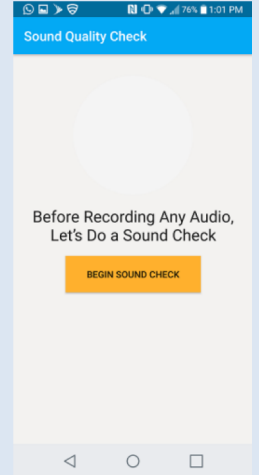 76% 1:01 PM
Sound Quality Check
Before Recording Any Audio,
Let's Do a Sound Check
BEGIN SOUND CHECK